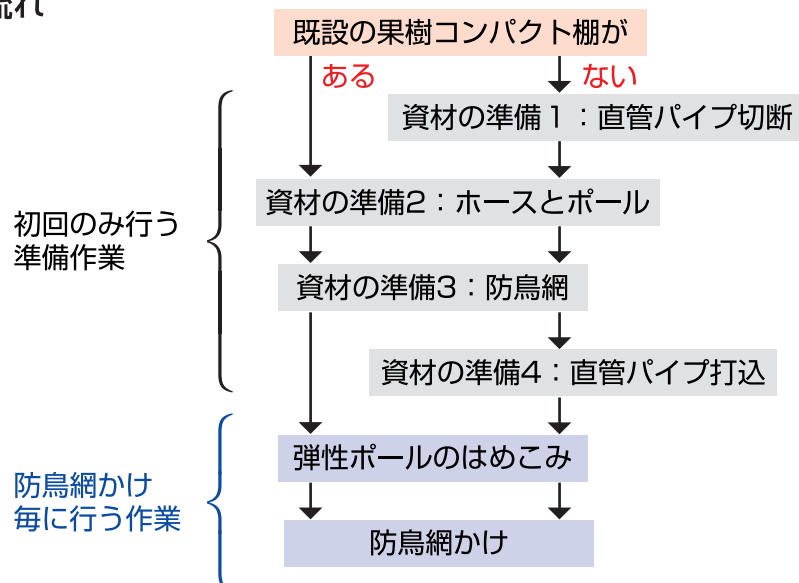 流れ
既設の果樹コンパクト棚が
ある
ない
資材の準備1：直管パイプ切断
資材の準備2：ホースとポール
初回のみ行う
準備作業
資材の準備3：防鳥網
資材の準備4：直管パイプ打込
弾性ポールのはめこみ
防鳥網かけ
毎に行う作業
防鳥網かけ